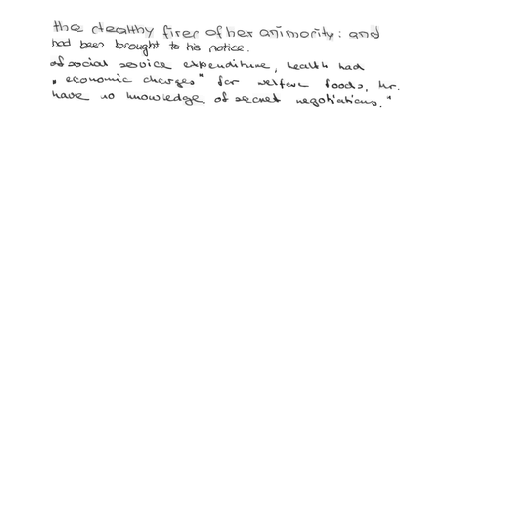 the stealthy fires of her animosity: and
had been brought to his notice.
of social service expenditure, health had
"economic charges" for welfare foods, Mr.
have no knowledge of secret negotiations."